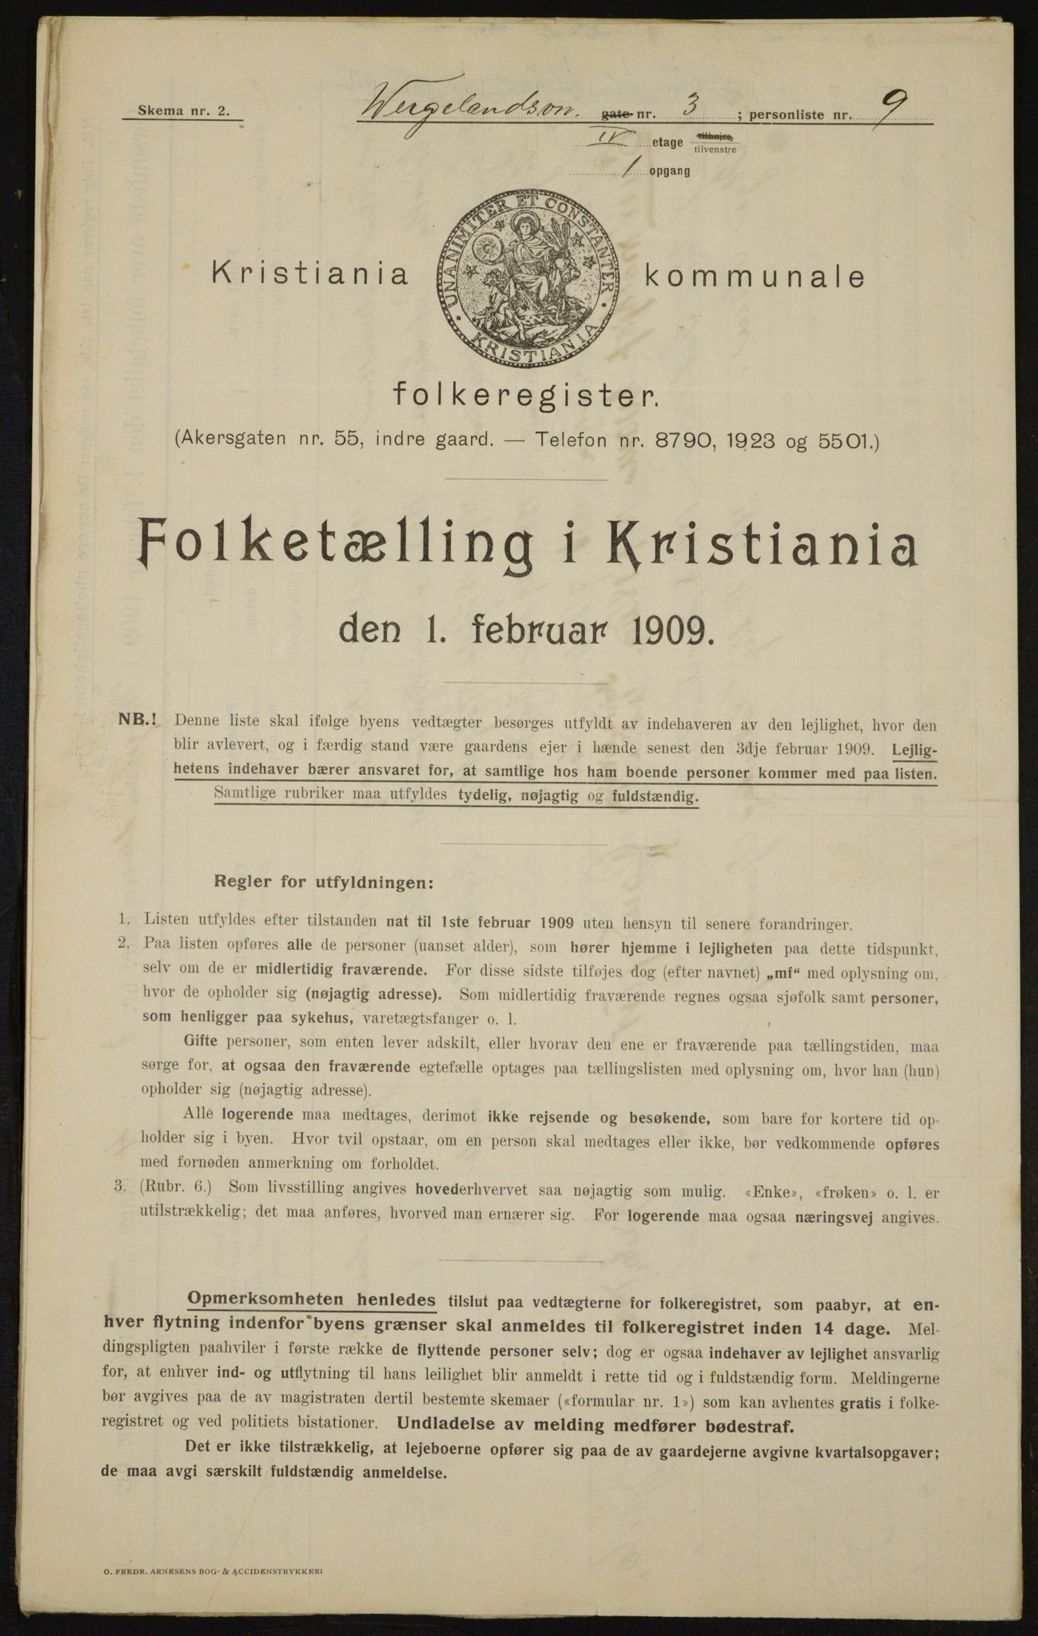 Skema nr. 2.
Wergelandsvn. gate nr. 3 ; personliste nr. 9
IV etage tilhøjre
tilvenstre
1 opgang
UNANIMITER ET CONSTANTER
KRISTIANIA
Kristiania kommunale
folkeregister.
(Akersgaten nr. 55, indre gaard. — Telefon nr. 8790, 1923 og 5501.)
Folketælling i Kristiania
den 1. februar 1909.
NB.! Denne liste skal ifølge byens vedtægter besørges utfyldt av indehaveren av den lejlighet, hvor den
blir avlevert, og i færdig stand være gaardens ejer i hænde senest den 3dje februar 1909. Lejlig-
hetens indehaver bærer ansvaret for, at samtlige hos ham boende personer kommer med paa listen.
Samtlige rubriker maa utfyldes tydelig, nøjagtig og fuldstændig.
Regler for utfyldningen:
1. Listen utfyldes efter tilstanden nat til 1ste februar 1909 uten hensyn til senere forandringer.
2. Paa listen opføres alle de personer (uanset alder), som hører hjemme i lejligheten paa dette tidspunkt,
selv om de er midlertidig fraværende. For disse sidste tilføjes dog (efter navnet) „mf“ med oplysning om,
hvor de opholder sig (nøjagtig adresse). Som midlertidig fraværende regnes ogsaa sjøfolk samt personer,
som henligger paa sykehus, varetægtsfanger o. l.
Gifte personer, som enten lever adskilt, eller hvorav den ene er fraværende paa tællingstiden, maa
sørge for, at ogsaa den fraværende egtefælle optages paa tællingslisten med oplysning om, hvor han (hun)
opholder sig (nøjagtig adresse).
Alle logerende maa medtages, derimot ikke rejsende og besøkende, som bare for kortere tid op-
holder sig i byen. Hvor tvil opstaar, om en person skal medtages eller ikke, bør vedkommende opføres
med fornøden anmerkning om forholdet.
3. (Rubr. 6.) Som livsstilling angives hovederhvervet saa nøjagtig som mulig. «Enke», «frøken» o. l. er
utilstrækkelig; det maa anføres, hvorved man ernærer sig. For logerende maa ogsaa næringsvej angives.
Opmerksomheten henledes tilslut paa vedtægterne for folkeregistret, som paabyr, at en-
hver flytning indenfor byens grænser skal anmeldes til folkeregistret inden 14 dage. Mel-
dingspligten paahviler i første række de flyttende personer selv; dog er ogsaa indehaver av lejlighet ansvarlig
for, at enhver ind- og utflytning til hans leilighet blir anmeldt i rette tid og i fuldstændig form. Meldingerne
bør avgives paa de av magistraten dertil bestemte skemaer («formular nr. 1») som kan avhentes gratis i folke-
registret og ved politiets bistationer. Undladelse av melding medfører bødestraf.
Det er ikke tilstrækkelig, at lejeboerne opfører sig paa de av gaardejerne avgivne kvartalsopgaver;
de maa avgi særskilt fuldstændig anmeldelse.
O. FREDR. ARNESENS BOG- & ACCIDENSTRYKKERI